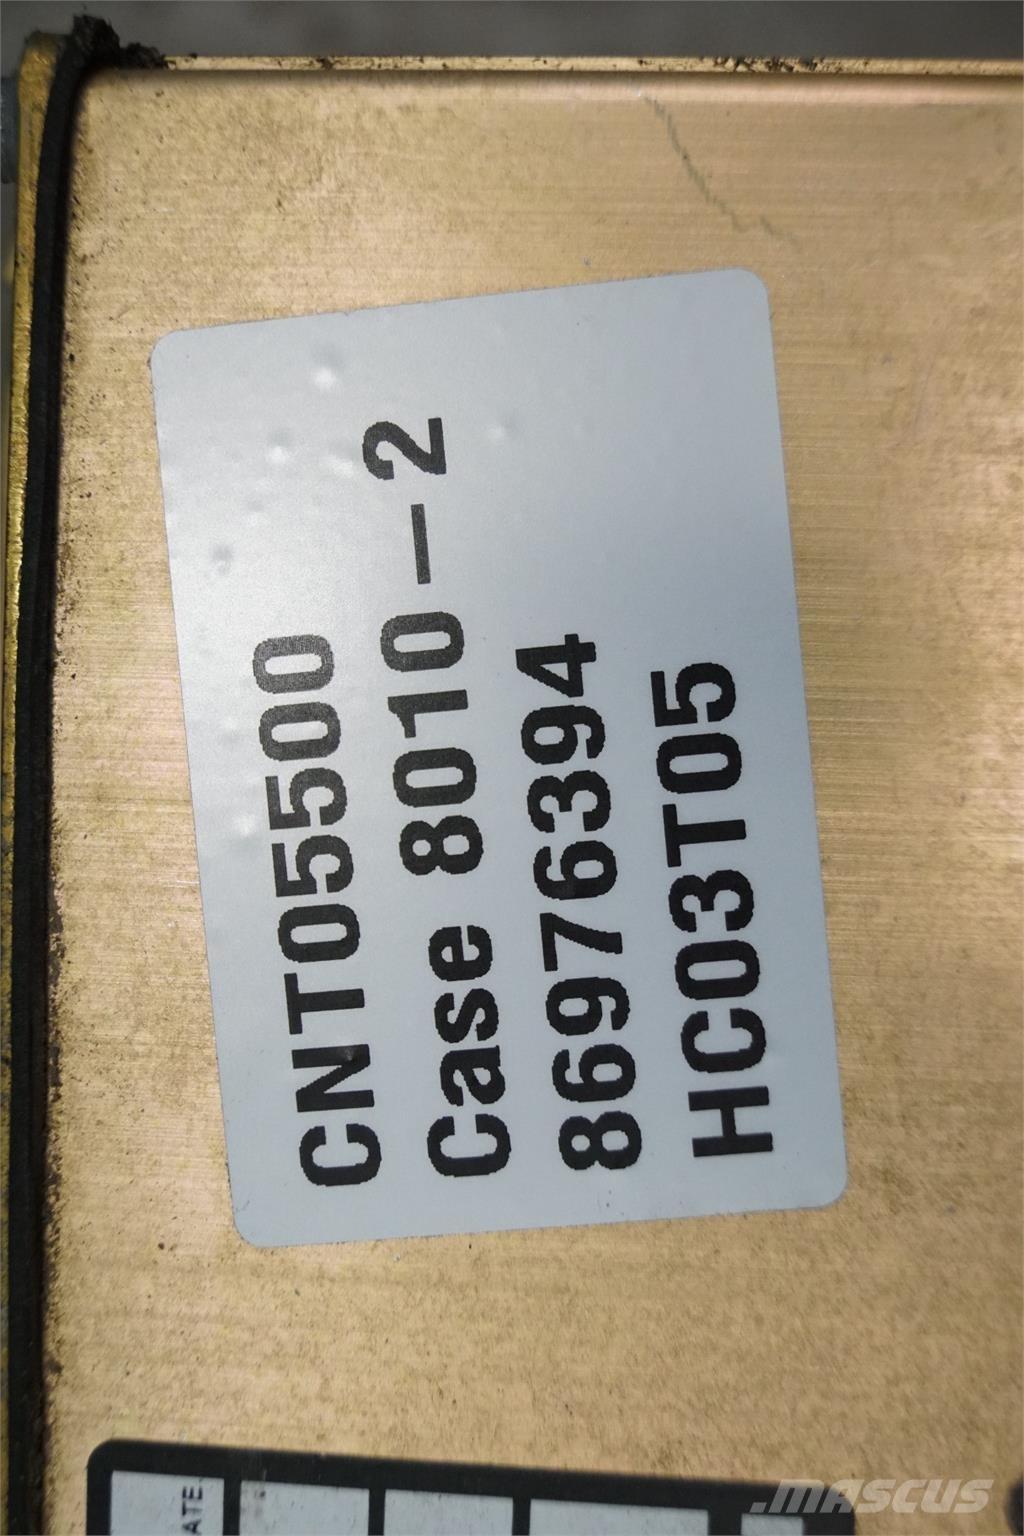 CNT05500
Case 8010-2
86976394
HC03T05
ATE
.MASCUS